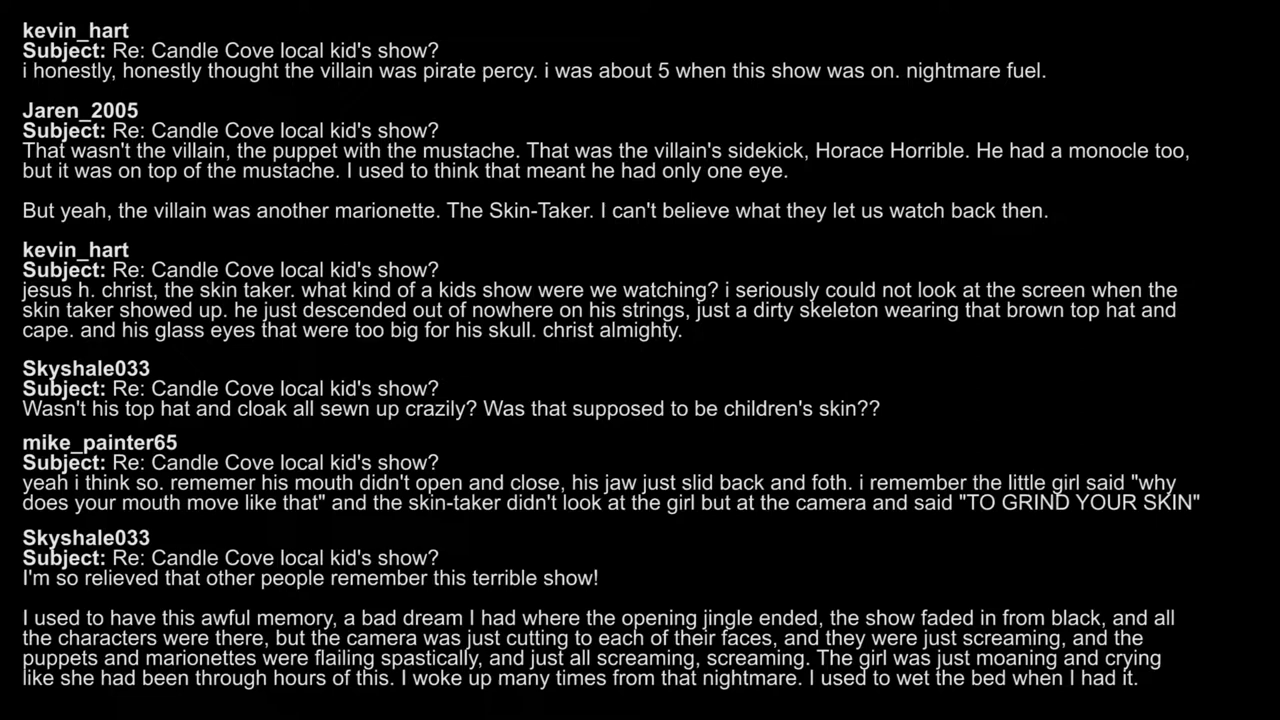 kevin_hart
Subject: Re: Candle Cove local kid's show?
i honestly, honestly thought the villain was pirate percy. i was about 5 when this show was on. nightmare fuel.
Jaren_2005
Subject: Re: Candle Cove local kid's show?
That wasn't the villain, the puppet with the mustache. That was the villain's sidekick, Horace Horrible. He had a monocle too,
but it was on top of the mustache. I used to think that meant he had only one eye.
But yeah, the villain was another marionette. The Skin-Taker. I can't believe what they let us watch back then.
kevin_hart
Subject: Re: Candle Cove local kid's show?
jesus h. christ, the skin taker. what kind of a kids show were we watching? i seriously could not look at the screen when the
skin taker showed up. he just descended out of nowhere on his strings, just a dirty skeleton wearing that brown top hat and
cape. and his glass eyes that were too big for his skull. christ almighty.
Skyshale033
Subject: Re: Candle Cove local kid's show?
Wasn't his top hat and cloak all sewn up crazily? Was that supposed to be children's skin??
mike_painter65
Subject: Re: Candle Cove local kid's show?
yeah i think so. rememer his mouth didn't open and close, his jaw just slid back and foth. i remember the little girl said "why
does your mouth move like that" and the skin-taker didn't look at the girl but at the camera and said "TO GRIND YOUR SKIN"
Skyshale033
Subject: Re: Candle Cove local kid's show?
I'm so relieved that other people remember this terrible show!
I used to have this awful memory, a bad dream I had where the opening jingle ended, the show faded in from black, and all
the characters were there, but the camera was just cutting to each of their faces, and they were just screaming, and the
puppets and marionettes were flailing spastically, and just all screaming, screaming. The girl was just moaning and crying
like she had been through hours of this. I woke up many times from that nightmare. I used to wet the bed when I had it.